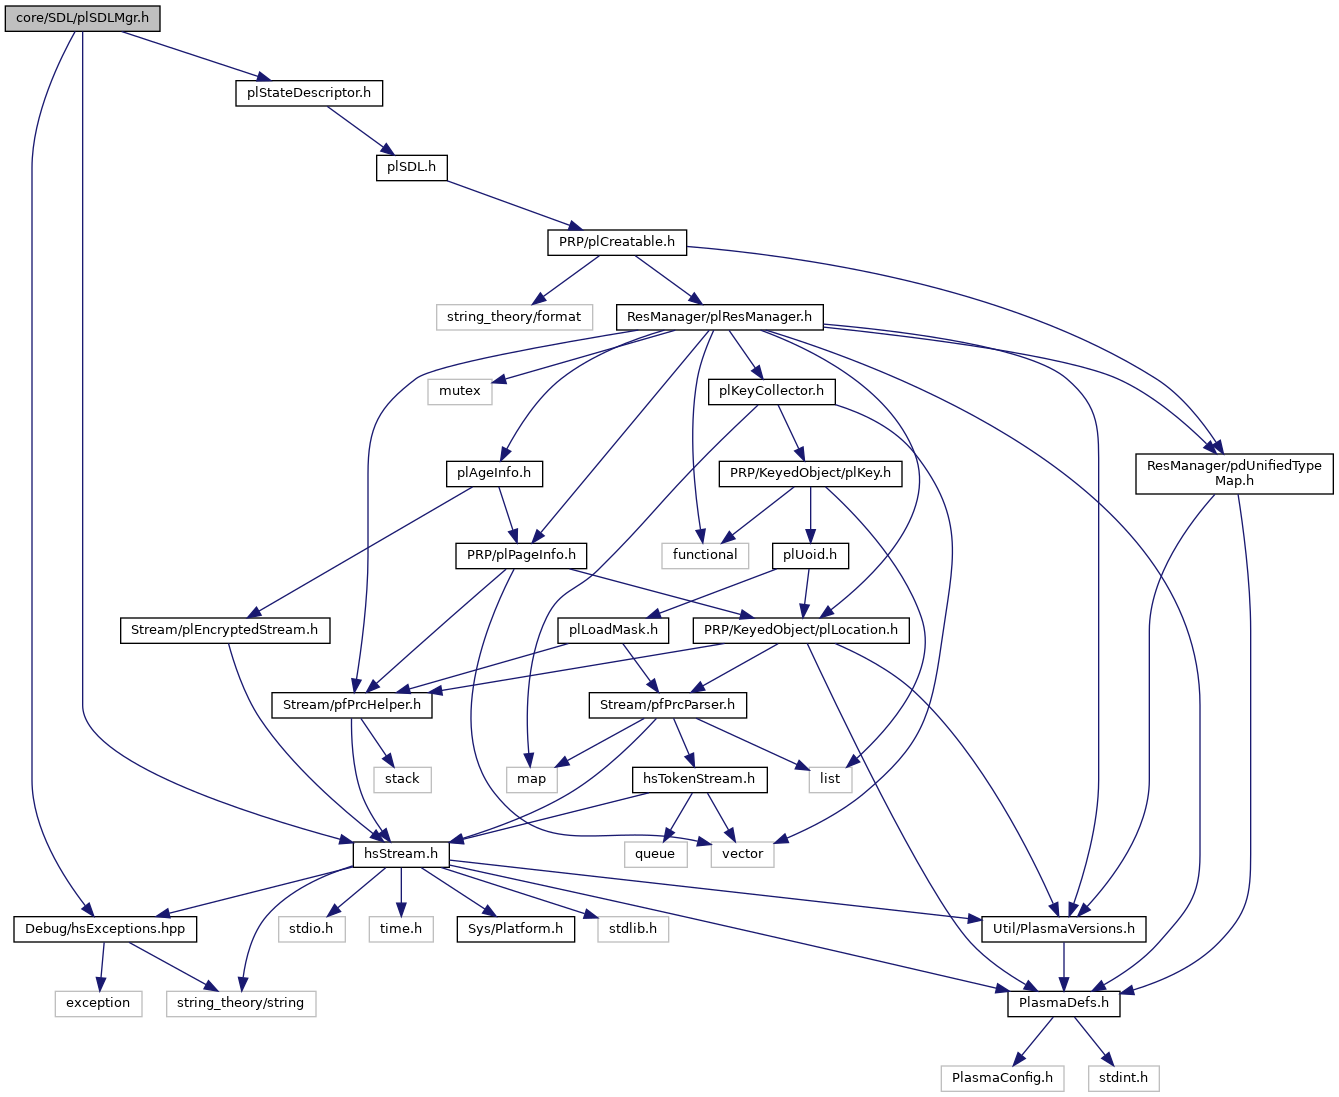 core/SDL/plSDLMgr.h
plStateDescriptor.h
plSDL.h
PRP/plCreatable.h
string_theory/format
ResManager/plResManager.h
mutex
plKeyCollector.h
plAgeInfo.h
PRP/KeyedObject/plKey.h
ResManager/pdUnifiedType
Map.h
PRP/plPageInfo.h
functional
plUoid.h
Stream/plEncryptedStream.h
plLoadMask.h
PRP/KeyedObject/plLocation.h
Stream/pfPrcHelper.h
Stream/pfPrcParser.h
stack
map
hsTokenStream.h
list
hsStream.h
queue
vector
Debug/hsExceptions.hpp
stdio.h
time.h
Sys/Platform.h
stdlib.h
Util/PlasmaVersions.h
exception
string_theory/string
PlasmaDefs.h
PlasmaConfig.h
stdint.h